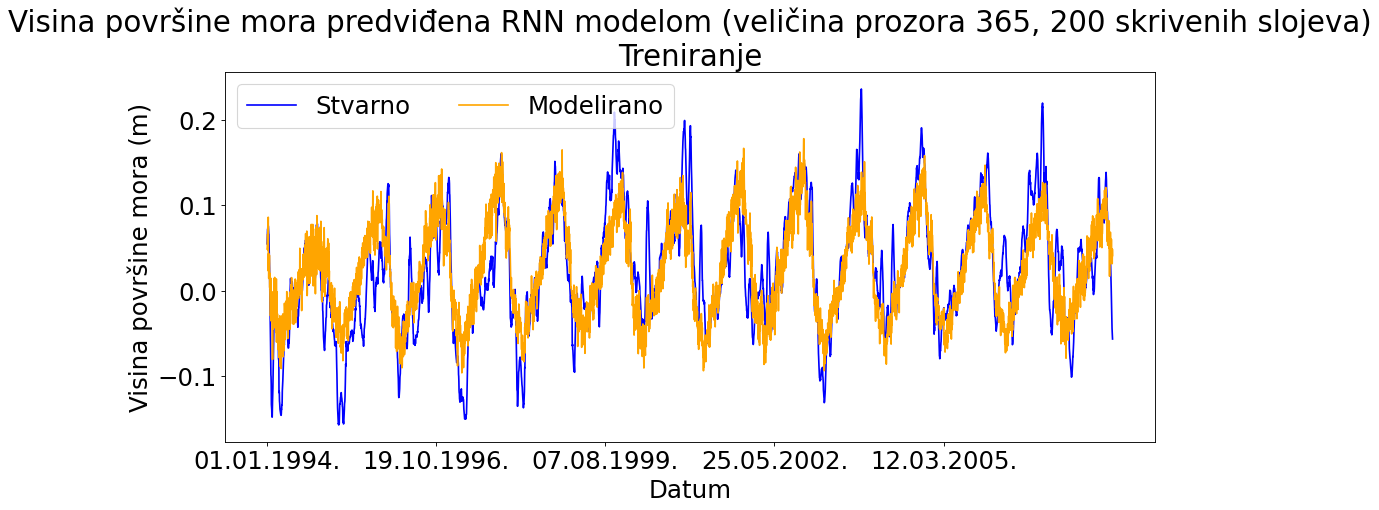 Visina površine mora predviđena RNN modelom (veličina prozora 365, 200 skrivenih slojeva)
Treniranje
Stvarno Modelirano
Visina površine mora (m)
0.2
0.1
0.0
−0.1
01.01.1994. 19.10.1996. 07.08.1999. 25.05.2002. 12.03.2005.
Datum